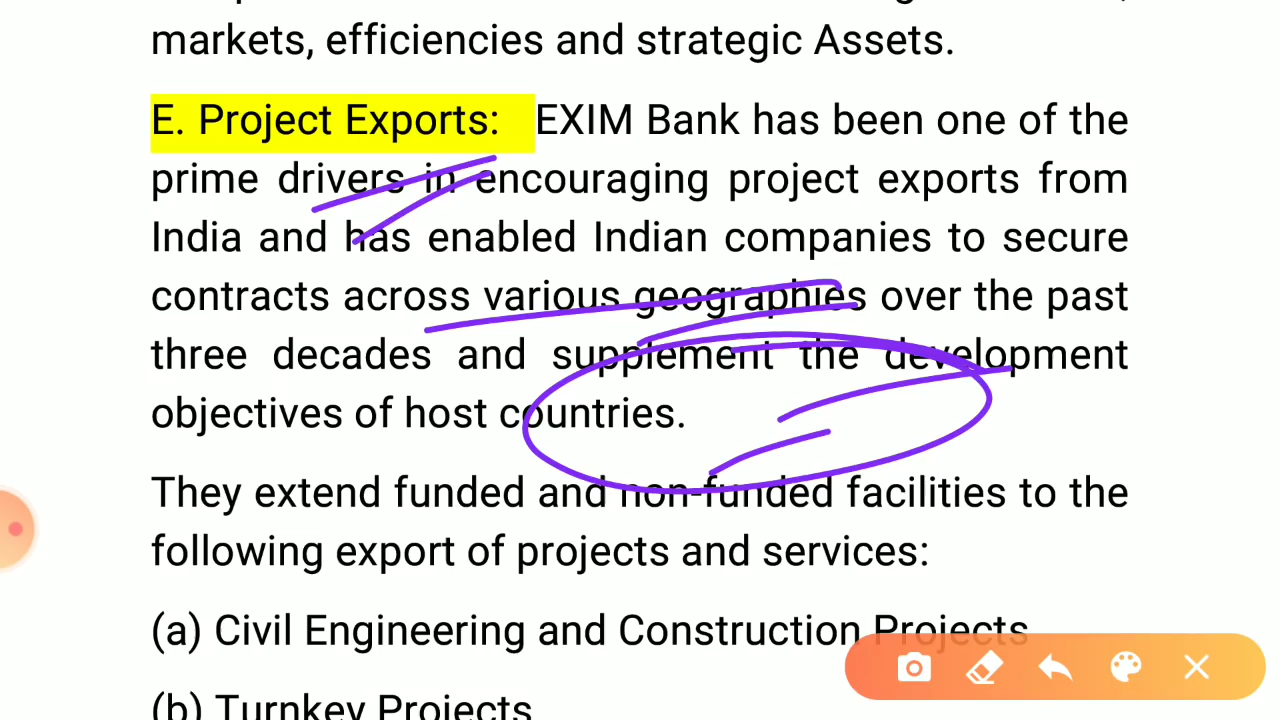 markets, efficiencies and strategic Assets.
E. Project Exports: EXIM Bank has been one of the
prime drivers in encouraging project exports from
India and has enabled Indian companies to secure
contracts across various geographies over the past
three decades and supplement the development
objectives of host countries.
They extend funded and non-funded facilities to the
following export of projects and services:
(a) Civil Engineering and Construction Projects
(b) Turnkey Projects